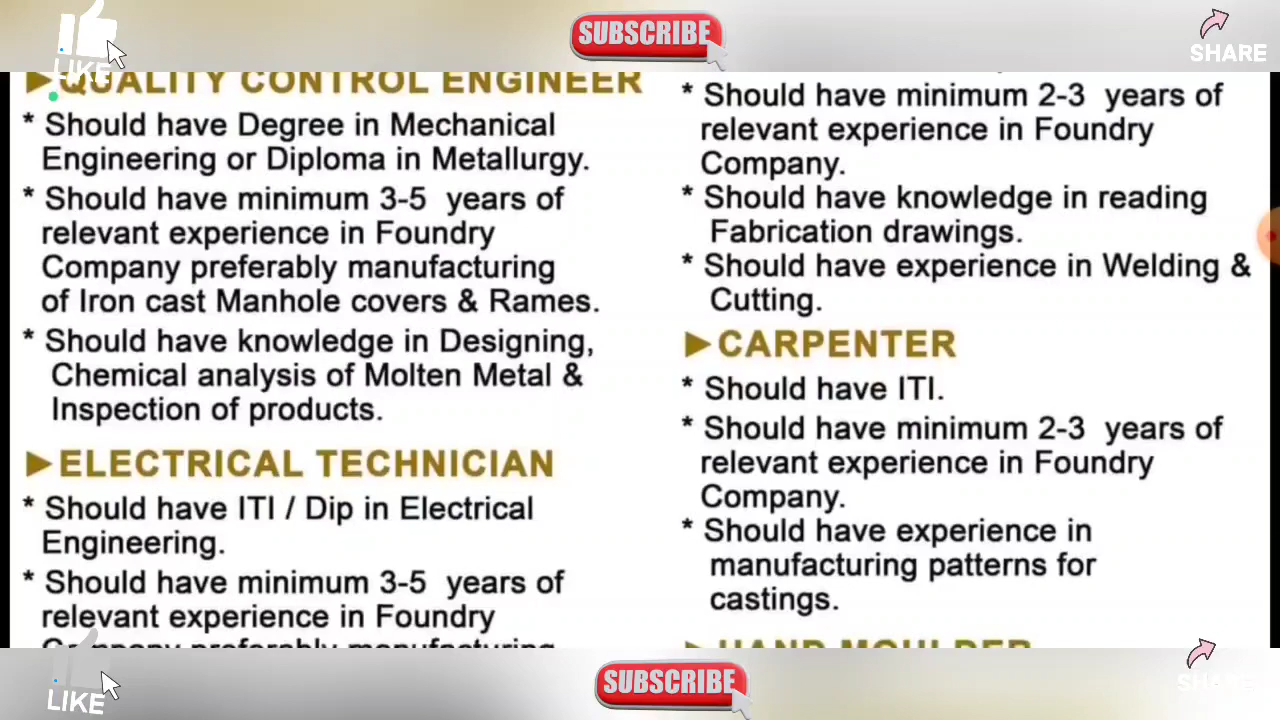 LIKE
SUBSCRIBE
SHARE
►QUALITY CONTROL ENGINEER
* Should have Degree in Mechanical
Engineering or Diploma in Metallurgy.
* Should have minimum 3-5 years of
relevant experience in Foundry
Company preferably manufacturing
of Iron cast Manhole covers & Rames.
* Should have knowledge in Designing,
Chemical analysis of Molten Metal &
Inspection of products.
►ELECTRICAL TECHNICIAN
* Should have ITI / Dip in Electrical
Engineering.
* Should have minimum 3-5 years of
relevant experience in Foundry
Company preferably manufacturing
* Should have minimum 2-3 years of
relevant experience in Foundry
Company.
* Should have knowledge in reading
Fabrication drawings.
* Should have experience in Welding &
Cutting.
►CARPENTER
* Should have ITI.
* Should have minimum 2-3 years of
relevant experience in Foundry
Company.
* Should have experience in
manufacturing patterns for
castings.
►HAND MOULDER
LIKE
SUBSCRIBE
SHARE